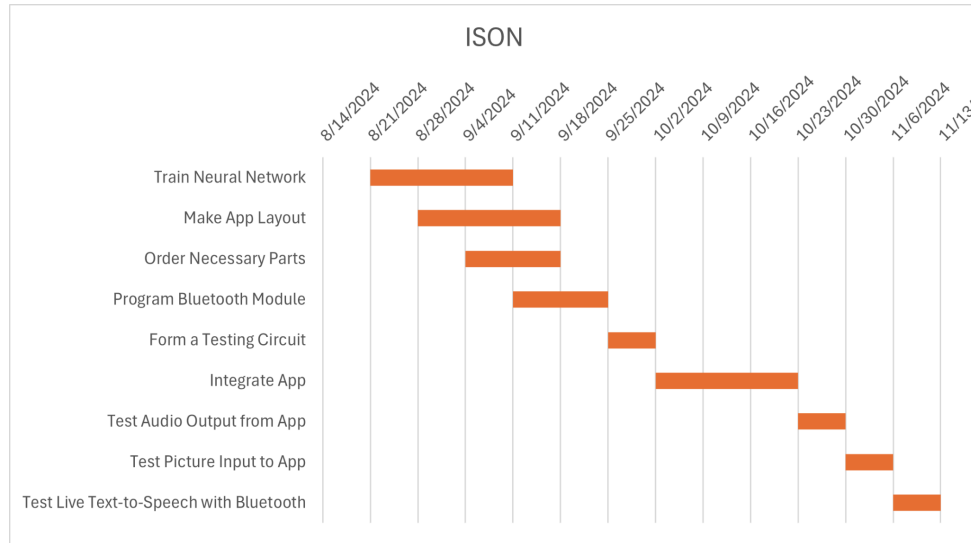 ISON
8/14/2024
8/21/2024
8/28/2024
9/4/2024
9/11/2024
9/18/2024
9/25/2024
10/2/2024
10/9/2024
10/16/2024
10/23/2024
10/30/2024
11/6/2024
11/13
Train Neural Network
Make App Layout
Order Necessary Parts
Program Bluetooth Module
Form a Testing Circuit
Integrate App
Test Audio Output from App
Test Picture Input to App
Test Live Text-to-Speech with Bluetooth